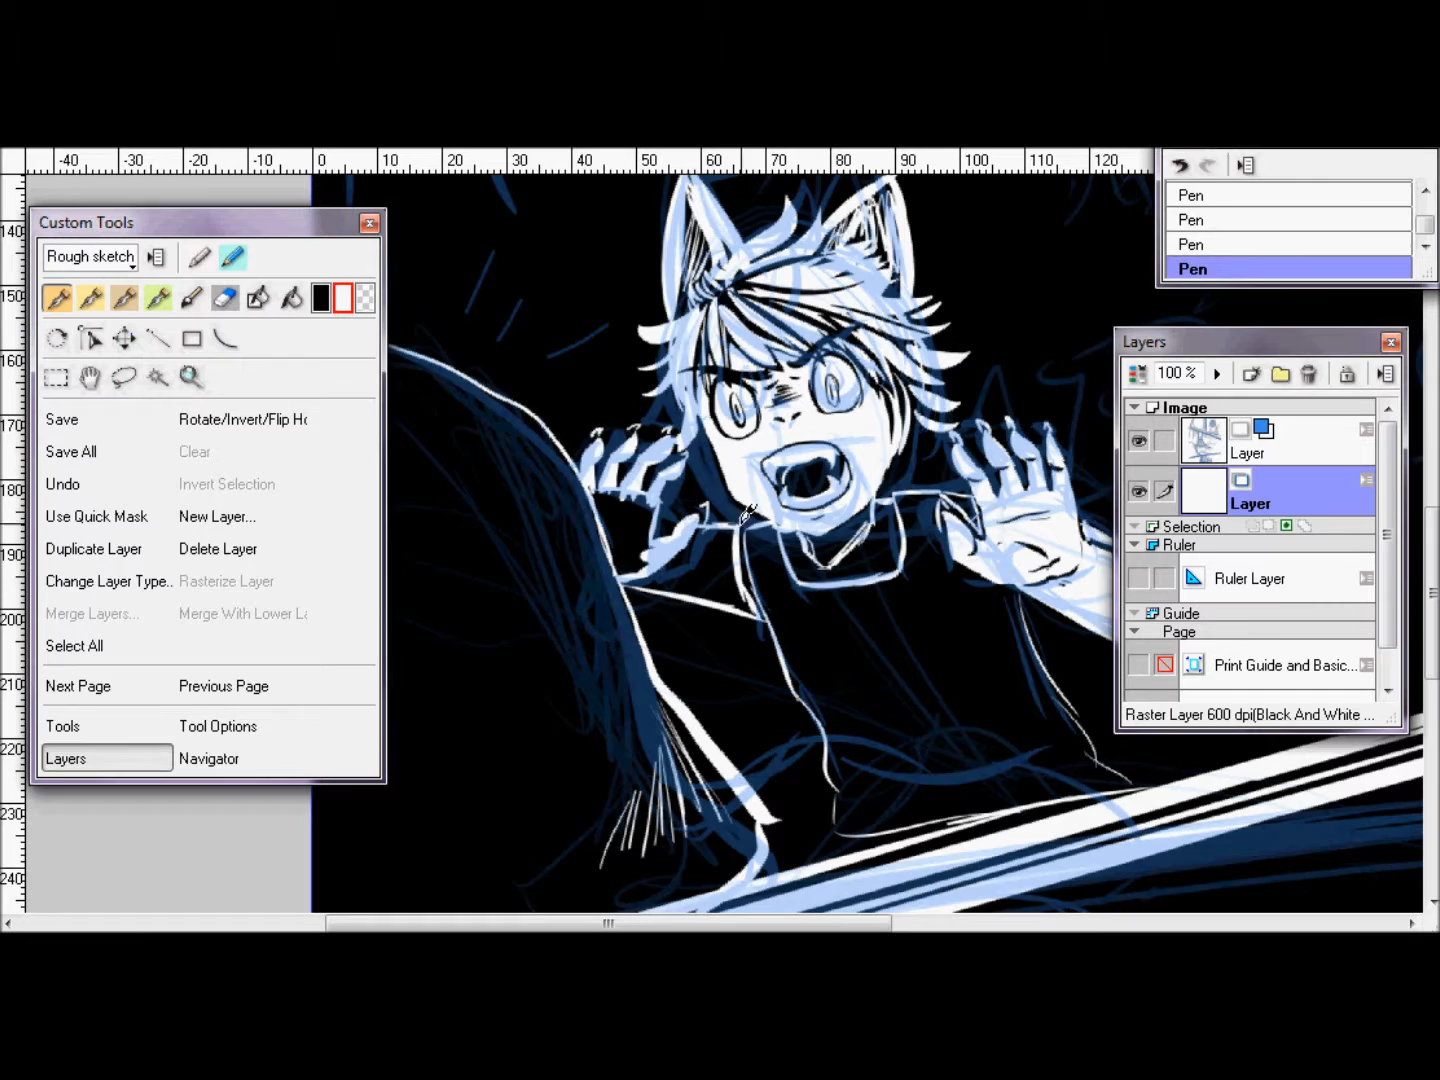 -40 -30 -20 -10 0 10 20 30 40 50 60 70 80 90 100 110 120
140
150
160
170
180
190
200
210
220
230
240
Custom Tools
Rough sketch
Save Rotate/Invert/Flip Ho
Save All Clear
Undo Invert Selection
Use Quick Mask New Layer...
Duplicate Layer Delete Layer
Change Layer Type.. Rasterize Layer
Merge Layers... Merge With Lower La
Select All
Next Page Previous Page
Tools Tool Options
Layers Navigator
Pen
Pen
Pen
Pen
Layers
100 %
Image
Layer
Layer
Selection
Ruler
Ruler Layer
Guide
Page
Print Guide and Basic...
Raster Layer 600 dpi(Black And White ...